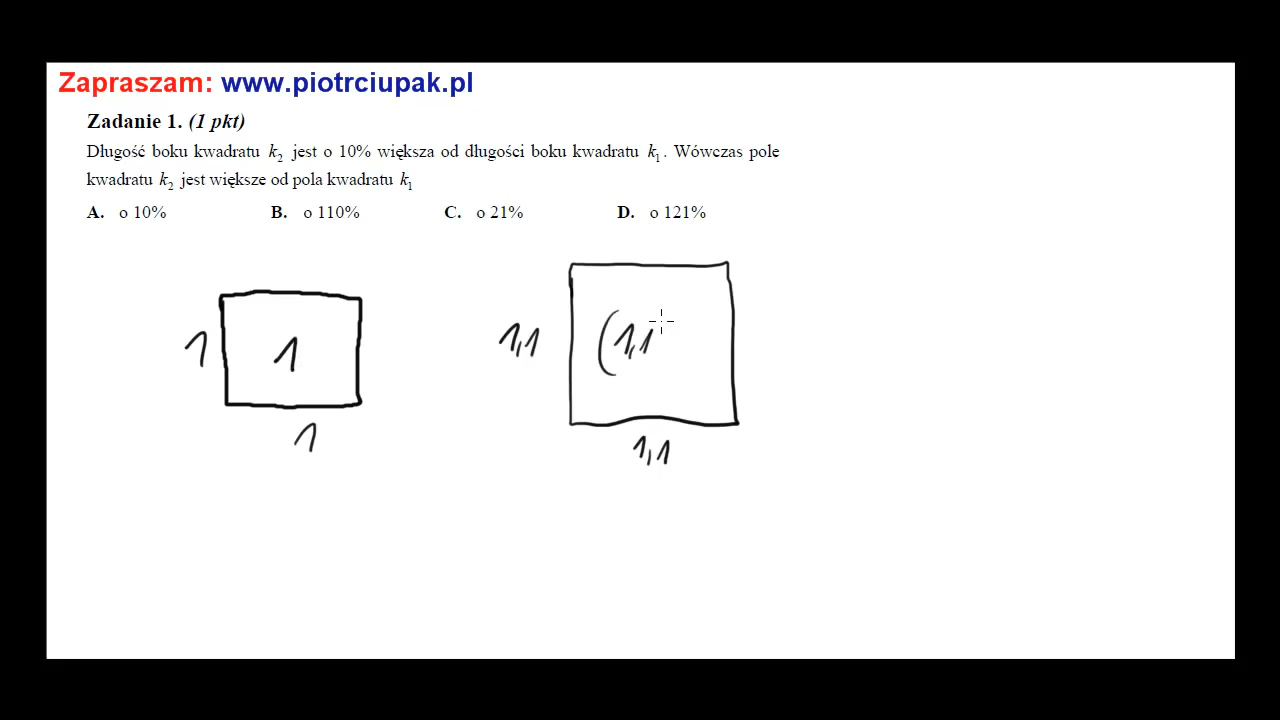 Zapraszam: www.piotrciupak.pl
Zadanie 1. (1 pkt)
Długość boku kwadratu k₂ jest o 10% większa od długości boku kwadratu k₁. Wówczas pole
kwadratu k₂ jest większe od pola kwadratu k₁
A. o 10% B. o 110% C. o 21% D. o 121%
1 1 1,1 (1,1
1 1,1